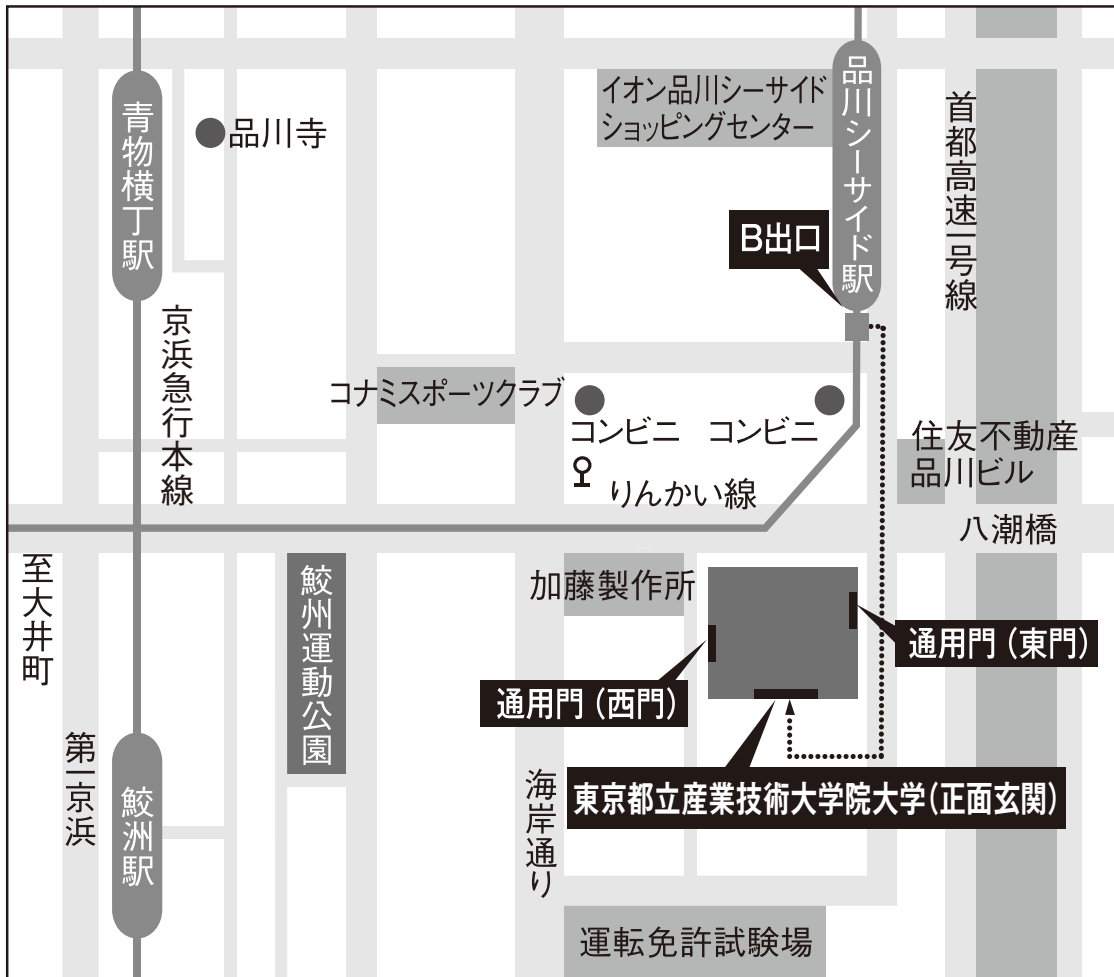 イオン品川シーサイド
ショッピングセンター
品川シーサイド駅
首都高速一号線
青物横丁駅
品川寺
B出口
京浜急行本線
コナミスポーツクラブ
コンビニ
コンビニ
りんかい線
住友不動産
品川ビル
八潮橋
至大井町
鮫州運動公園
加藤製作所
通用門（東門）
通用門（西門）
第一京浜
鮫洲駅
海岸通り
東京都立産業技術大学院大学（正面玄関）
運転免許試験場